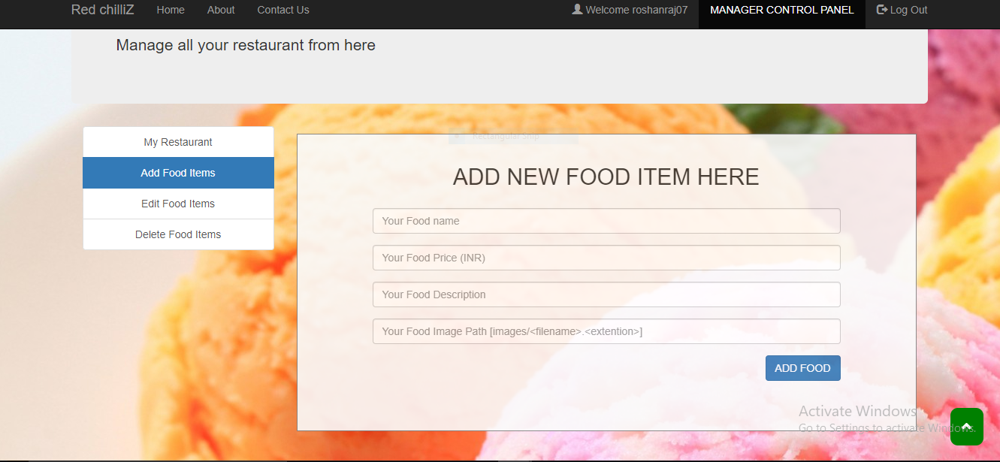 Red chilliZ Home About Contact Us Welcome roshanraj07 MANAGER CONTROL PANEL Log Out
Manage all your restaurant from here
My Restaurant
Add Food Items
Edit Food Items
Delete Food Items
Rectangular Snip
ADD NEW FOOD ITEM HERE
Your Food name
Your Food Price (INR)
Your Food Description
Your Food Image Path [images/<filename>.<extention>]
ADD FOOD
Activate Windows
Go to Settings to activate Windows.